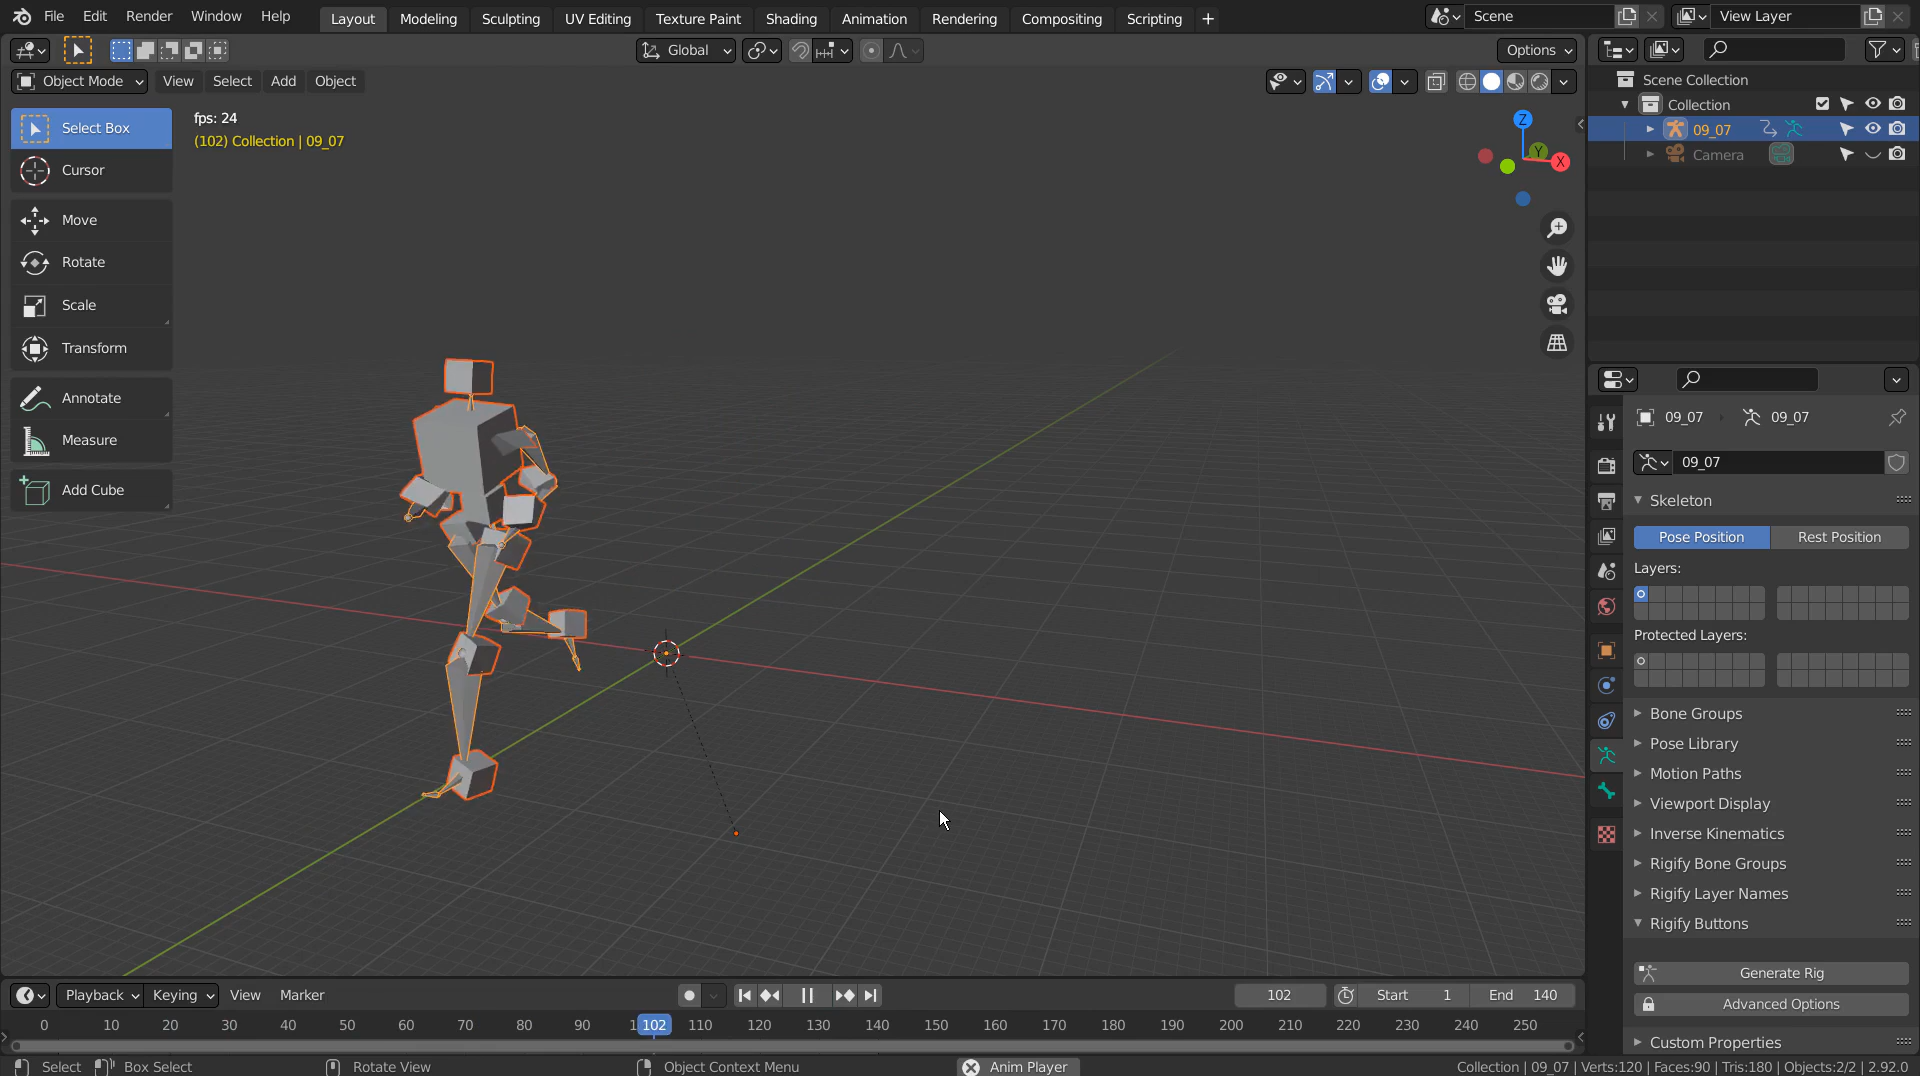 File Edit Render Window Help Layout Modeling Sculpting UV Editing Texture Paint Shading Animation Rendering Compositing Scripting + Scene View Layer
Global Options
Object Mode View Select Add Object
Select Box
Cursor
Move
Rotate
Scale
Transform
Annotate
Measure
Add Cube
fps: 24
(102) Collection | 09_07
Z
Y
X
Scene Collection
Collection
09_07
Camera
09_07 09_07
09_07
Skeleton
Pose Position Rest Position
Layers:
Protected Layers:
Bone Groups
Pose Library
Motion Paths
Viewport Display
Inverse Kinematics
Rigify Bone Groups
Rigify Layer Names
Rigify Buttons
Generate Rig
Advanced Options
Custom Properties
Playback Keying View Marker 102 Start 1 End 140
0 10 20 30 40 50 60 70 80 90 102 110 120 130 140 150 160 170 180 190 200 210 220 230 240 250
Select Box Select Rotate View Object Context Menu Anim Player Collection | 09_07 | Verts:120 | Faces:90 | Tris:180 | Objects:2/2 | 2.92.0